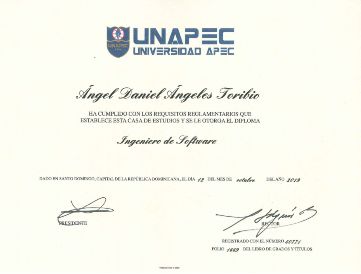 UNAPEC
UNIVERSIDAD APEC
Ángel Daniel Ángeles Toribio
HA CUMPLIDO CON LOS REQUISITOS REGLAMENTARIOS QUE
ESTABLECE ESTA CASA DE ESTUDIOS Y SE LE OTORGA EL DIPLOMA
Ingeniero de Software
DADO EN SANTO DOMINGO, CAPITAL DE LA REPÚBLICA DOMINICANA, EL DIA 12 DEL MES DE octubre DEL AÑO 2019
PRESIDENTE
RECTOR
REGISTRADO CON EL NÚMERO
FOLIO DEL LIBRO DE GRADOS Y TÍTULOS